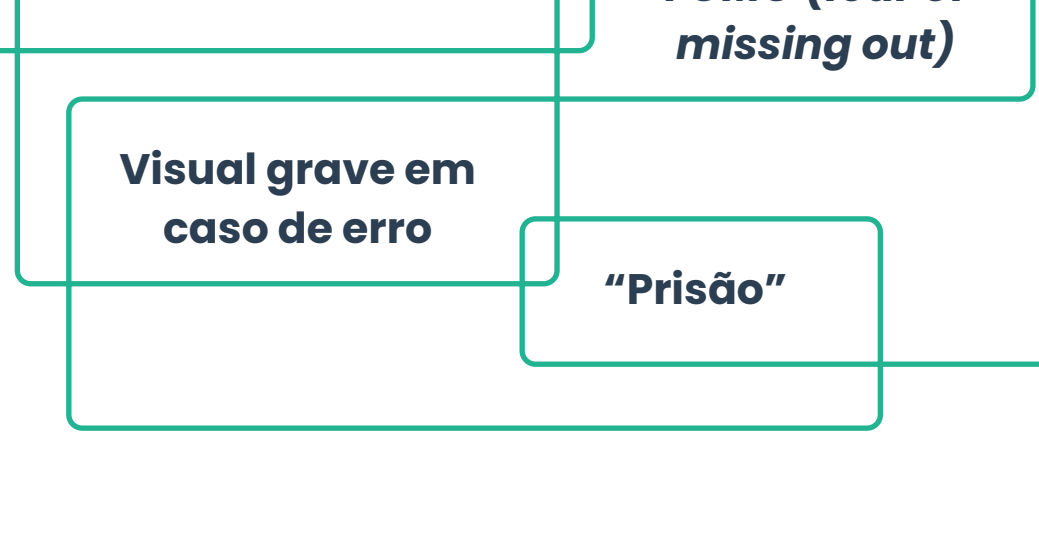 missing out)
Visual grave em
caso de erro
“Prisão”